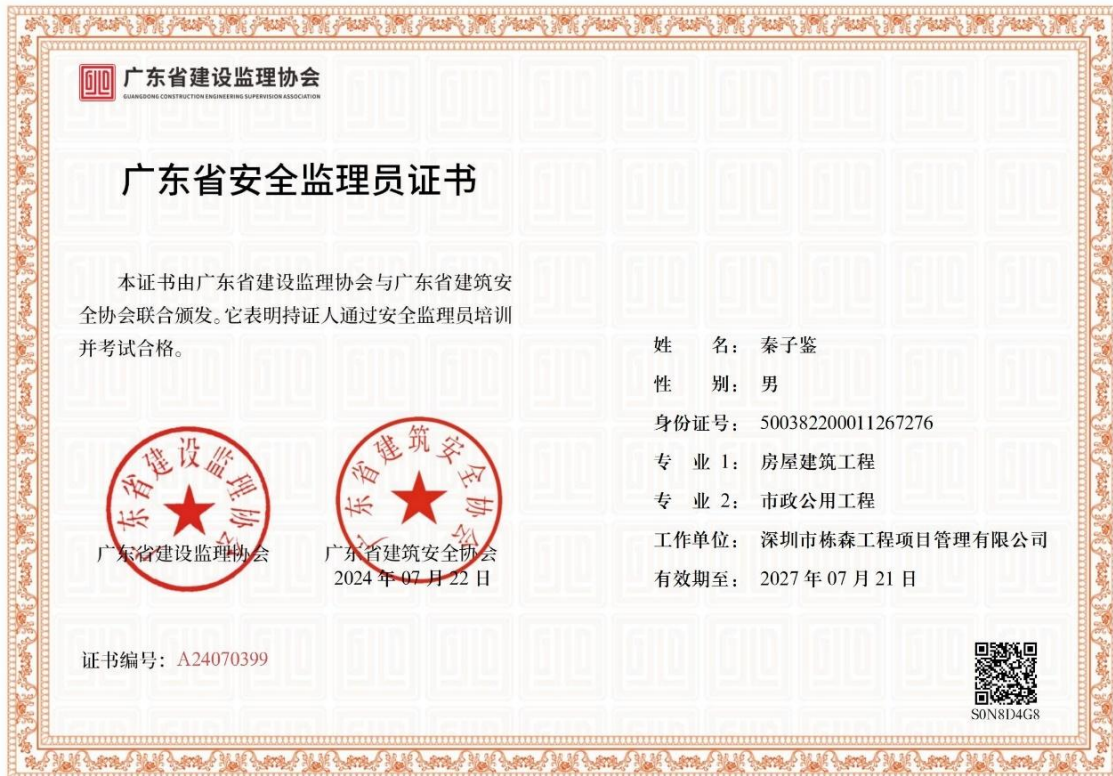 广东省建设监理协会
GUANGDONG CONSTRUCTION ENGINEERING SUPERVISION ASSOCIATION
广东省安全监理员证书
本证书由广东省建设监理协会与广东省建筑安
全协会联合颁发。它表明持证人通过安全监理员培训
并考试合格。
广东省建设监理协会
广东省建筑安全协会
广东省建设监理协会
广东省建筑安全协会
2024 年 07 月 22 日
证书编号：A24070399
姓 名：秦子鉴
性 别：男
身份证号：500382200011267276
专 业 1：房屋建筑工程
专 业 2：市政公用工程
工作单位：深圳市栋森工程项目管理有限公司
有效期至：2027 年 07 月 21 日
S0N8D4G8